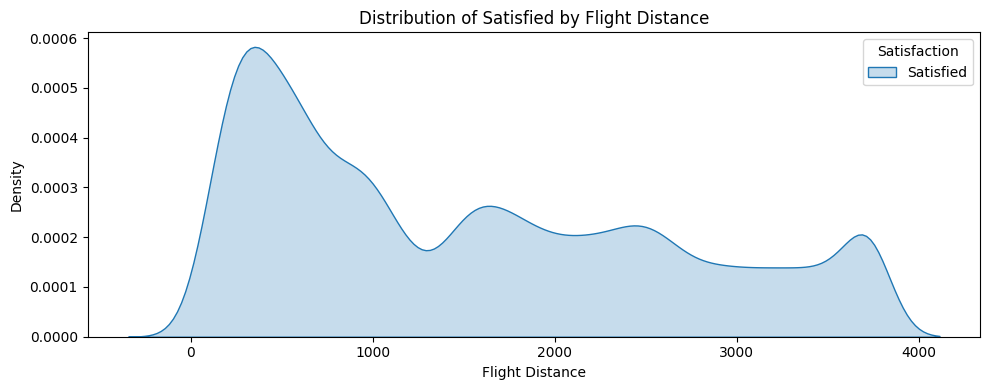 Distribution of Satisfied by Flight Distance
Satisfaction
Satisfied
Density
0.0006
0.0005
0.0004
0.0003
0.0002
0.0001
0.0000
0 1000 2000 3000 4000
Flight Distance